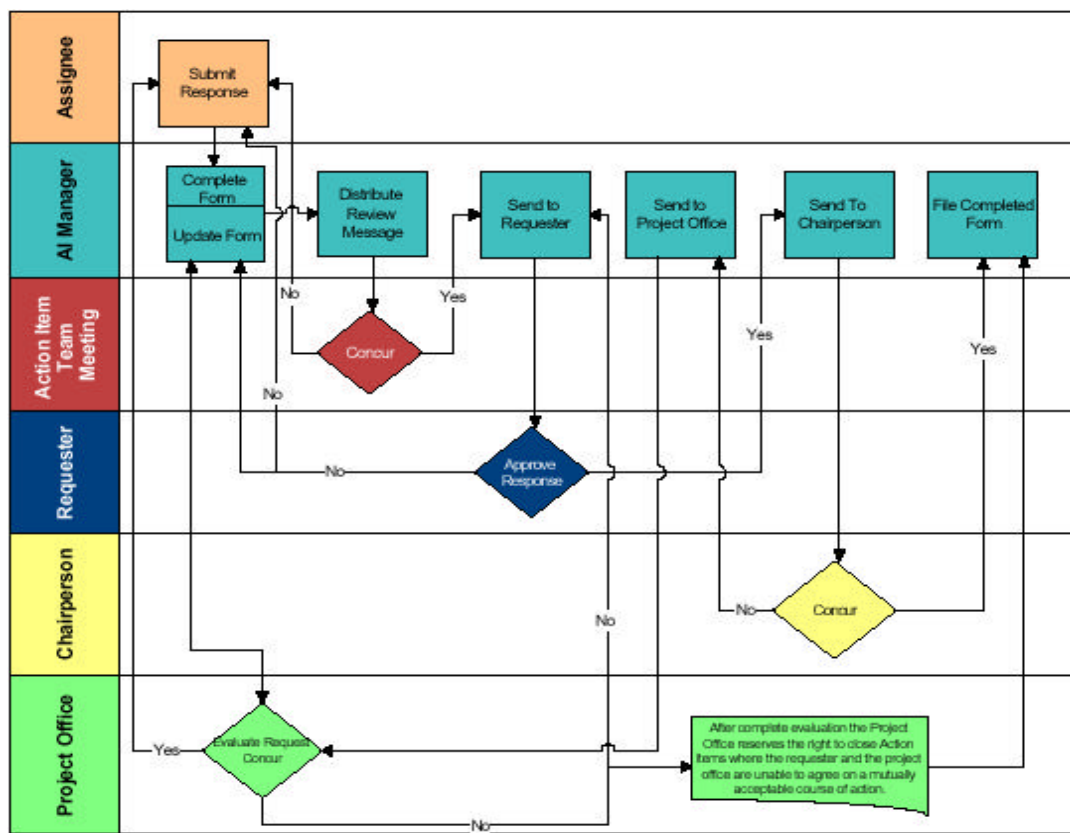 Assignee
Submit
Response
AI Manager
Complete
Form
Update Form
Distribute
Review
Message
Send to
Requester
Send to
Project Office
Send To
Chairperson
File Completed
Form
Action Item
Team
Meeting
No
Yes
Concur
Yes
Yes
No
Requester
No
Approve
Response
Chairperson
No
Concur
No
Project Office
Yes
Evaluate Request
Concur
No
After complete evaluation the Project
Office reserves the right to close Action
Items where the requester and the project
office are unable to agree on a mutually
acceptable course of action.